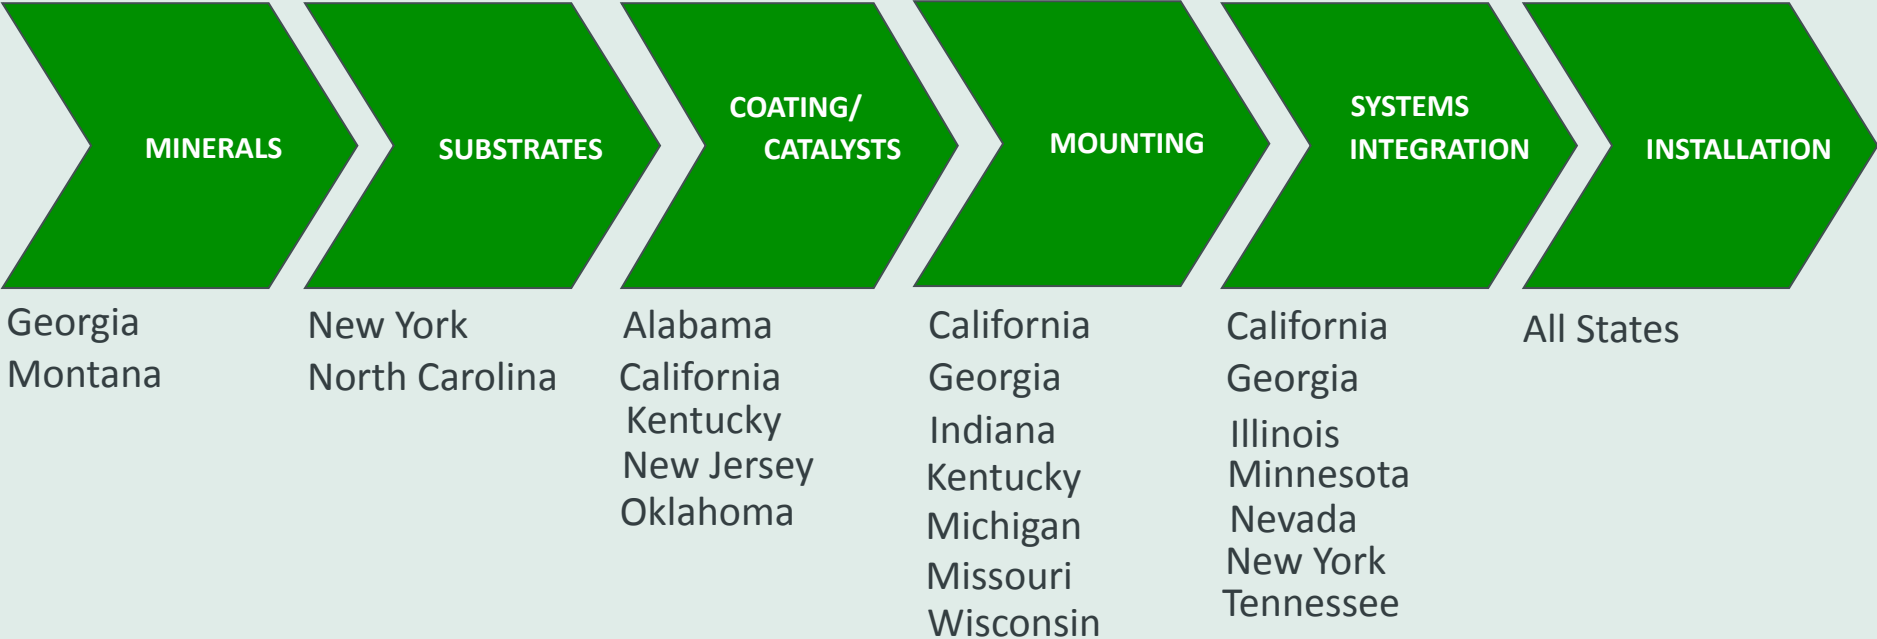 MINERALS
SUBSTRATES
COATING/
CATALYSTS
MOUNTING
SYSTEMS
INTEGRATION
INSTALLATION
Georgia
Montana
New York
North Carolina
Alabama
California
Kentucky
New Jersey
Oklahoma
California
Georgia
Indiana
Kentucky
Michigan
Missouri
Wisconsin
California
Georgia
Illinois
Minnesota
Nevada
New York
Tennessee
All States